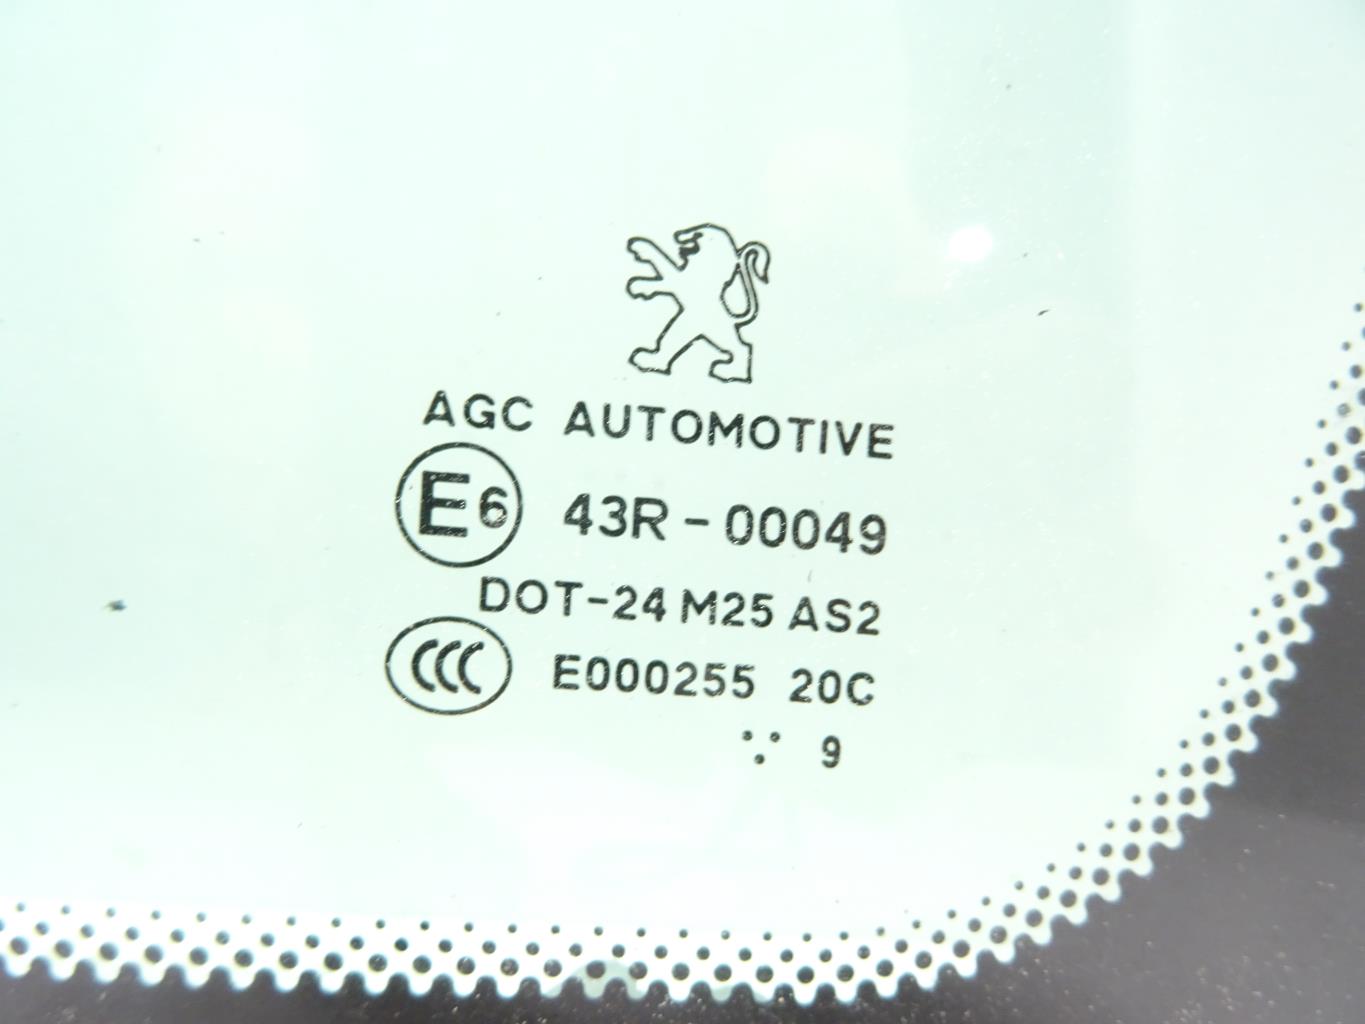 AGC AUTOMOTIVE
E6 43R-00049
DOT-24 M25 AS2
CCC E000255 20C
9